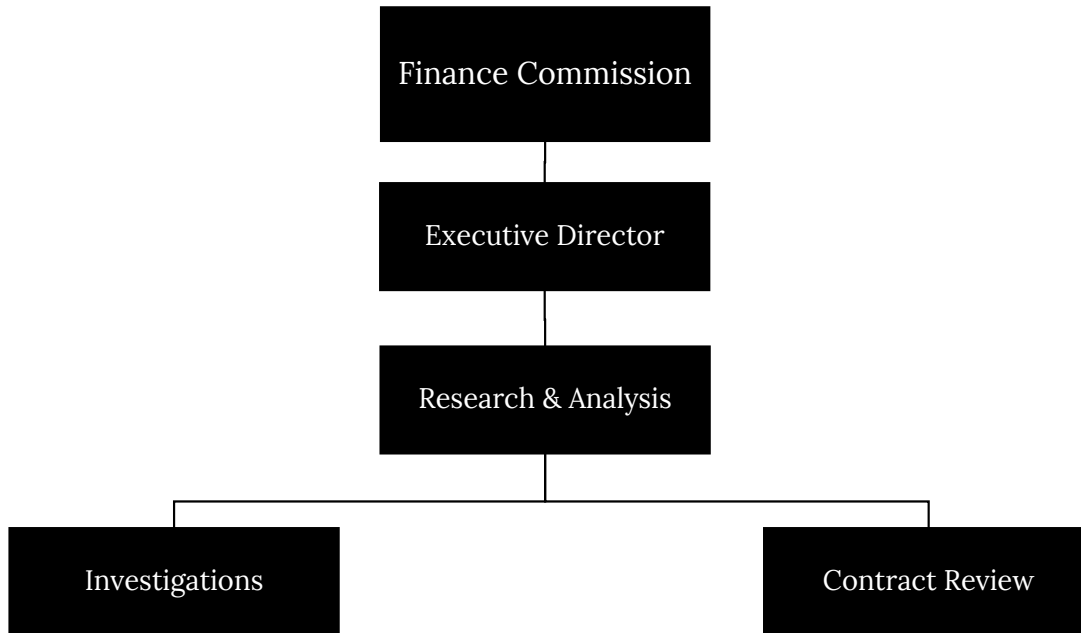 Finance Commission
Executive Director
Research & Analysis
Investigations
Contract Review